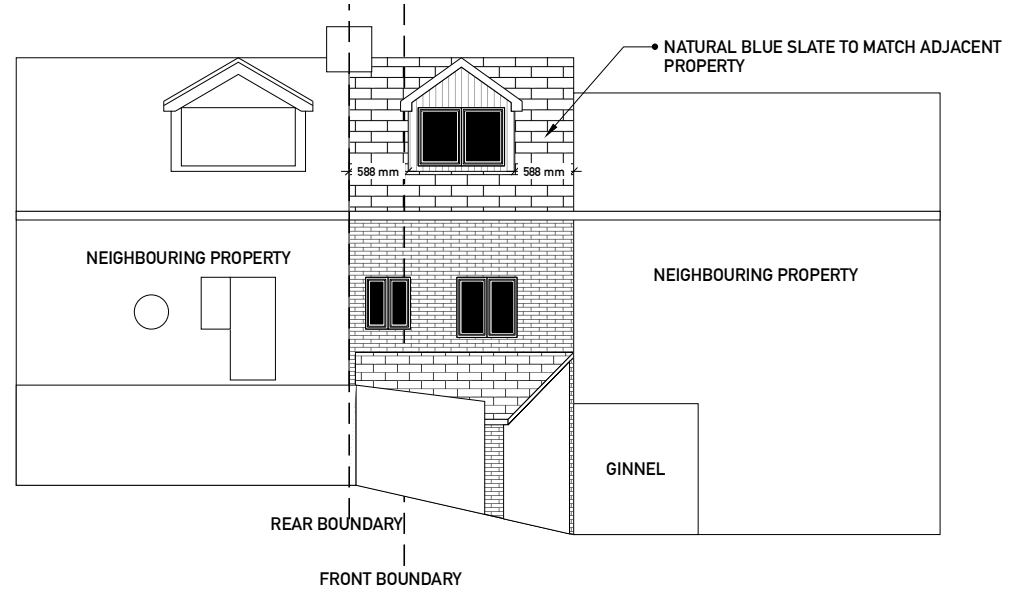 NATURAL BLUE SLATE TO MATCH ADJACENT
PROPERTY
588 mm
588 mm
NEIGHBOURING PROPERTY
NEIGHBOURING PROPERTY
GINNEL
REAR BOUNDARY
FRONT BOUNDARY